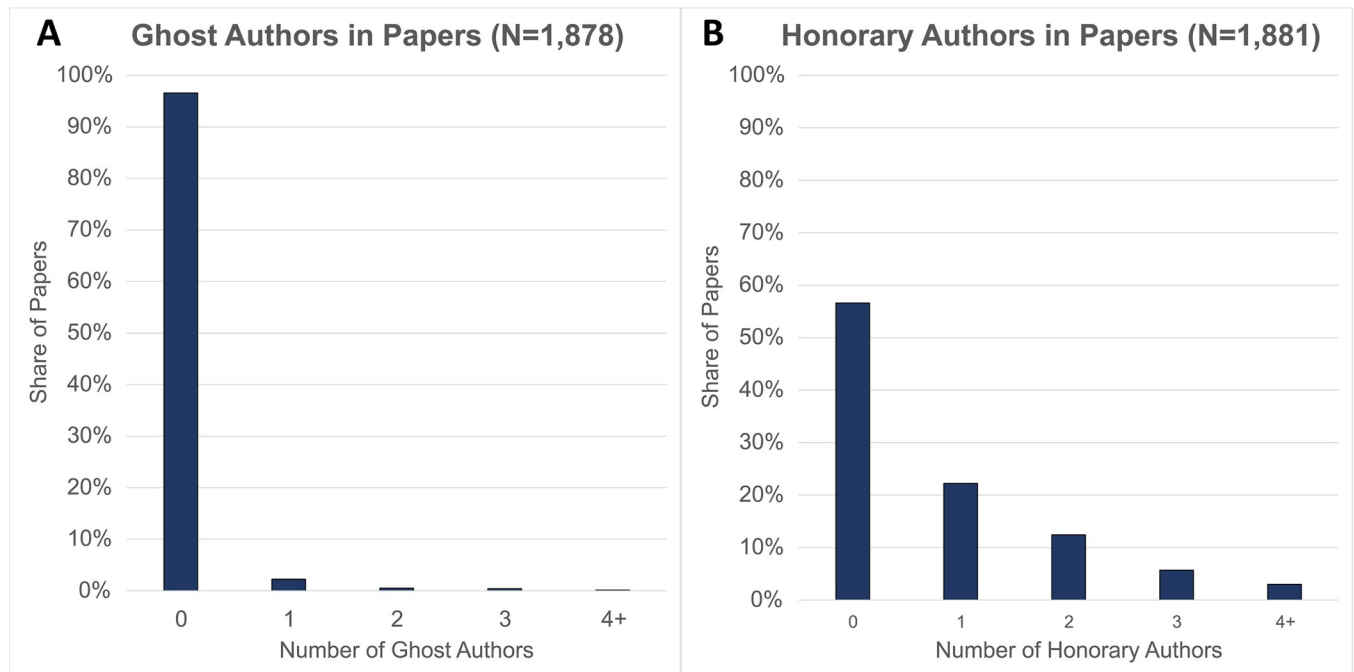 A Ghost Authors in Papers (N=1,878)
100%
90%
80%
70%
60%
50%
40%
30%
20%
10%
0%
Share of Papers
0 1 2 3 4+
Number of Ghost Authors
B Honorary Authors in Papers (N=1,881)
100%
90%
80%
70%
60%
50%
40%
30%
20%
10%
0%
Share of Papers
0 1 2 3 4+
Number of Honorary Authors